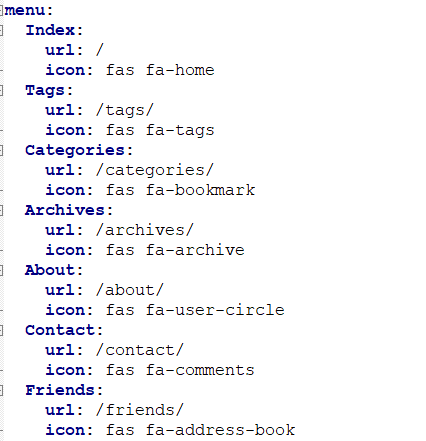 menu:
  Index:
    url: /
    icon: fas fa-home
  Tags:
    url: /tags/
    icon: fas fa-tags
  Categories:
    url: /categories/
    icon: fas fa-bookmark
  Archives:
    url: /archives/
    icon: fas fa-archive
  About:
    url: /about/
    icon: fas fa-user-circle
  Contact:
    url: /contact/
    icon: fas fa-comments
  Friends:
    url: /friends/
    icon: fas fa-address-book